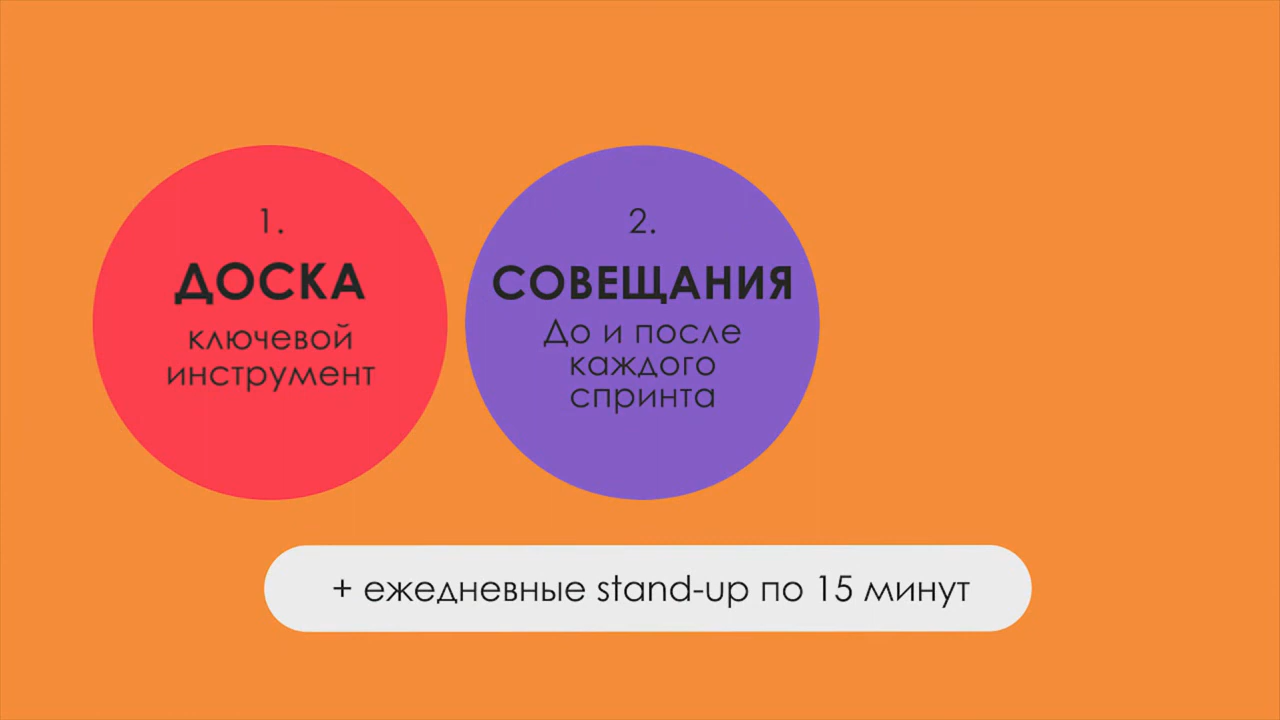 1.
ДОСКА
ключевой
инструмент
2.
СОВЕЩАНИЯ
До и после
каждого
спринта
+ ежедневные stand-up по 15 минут